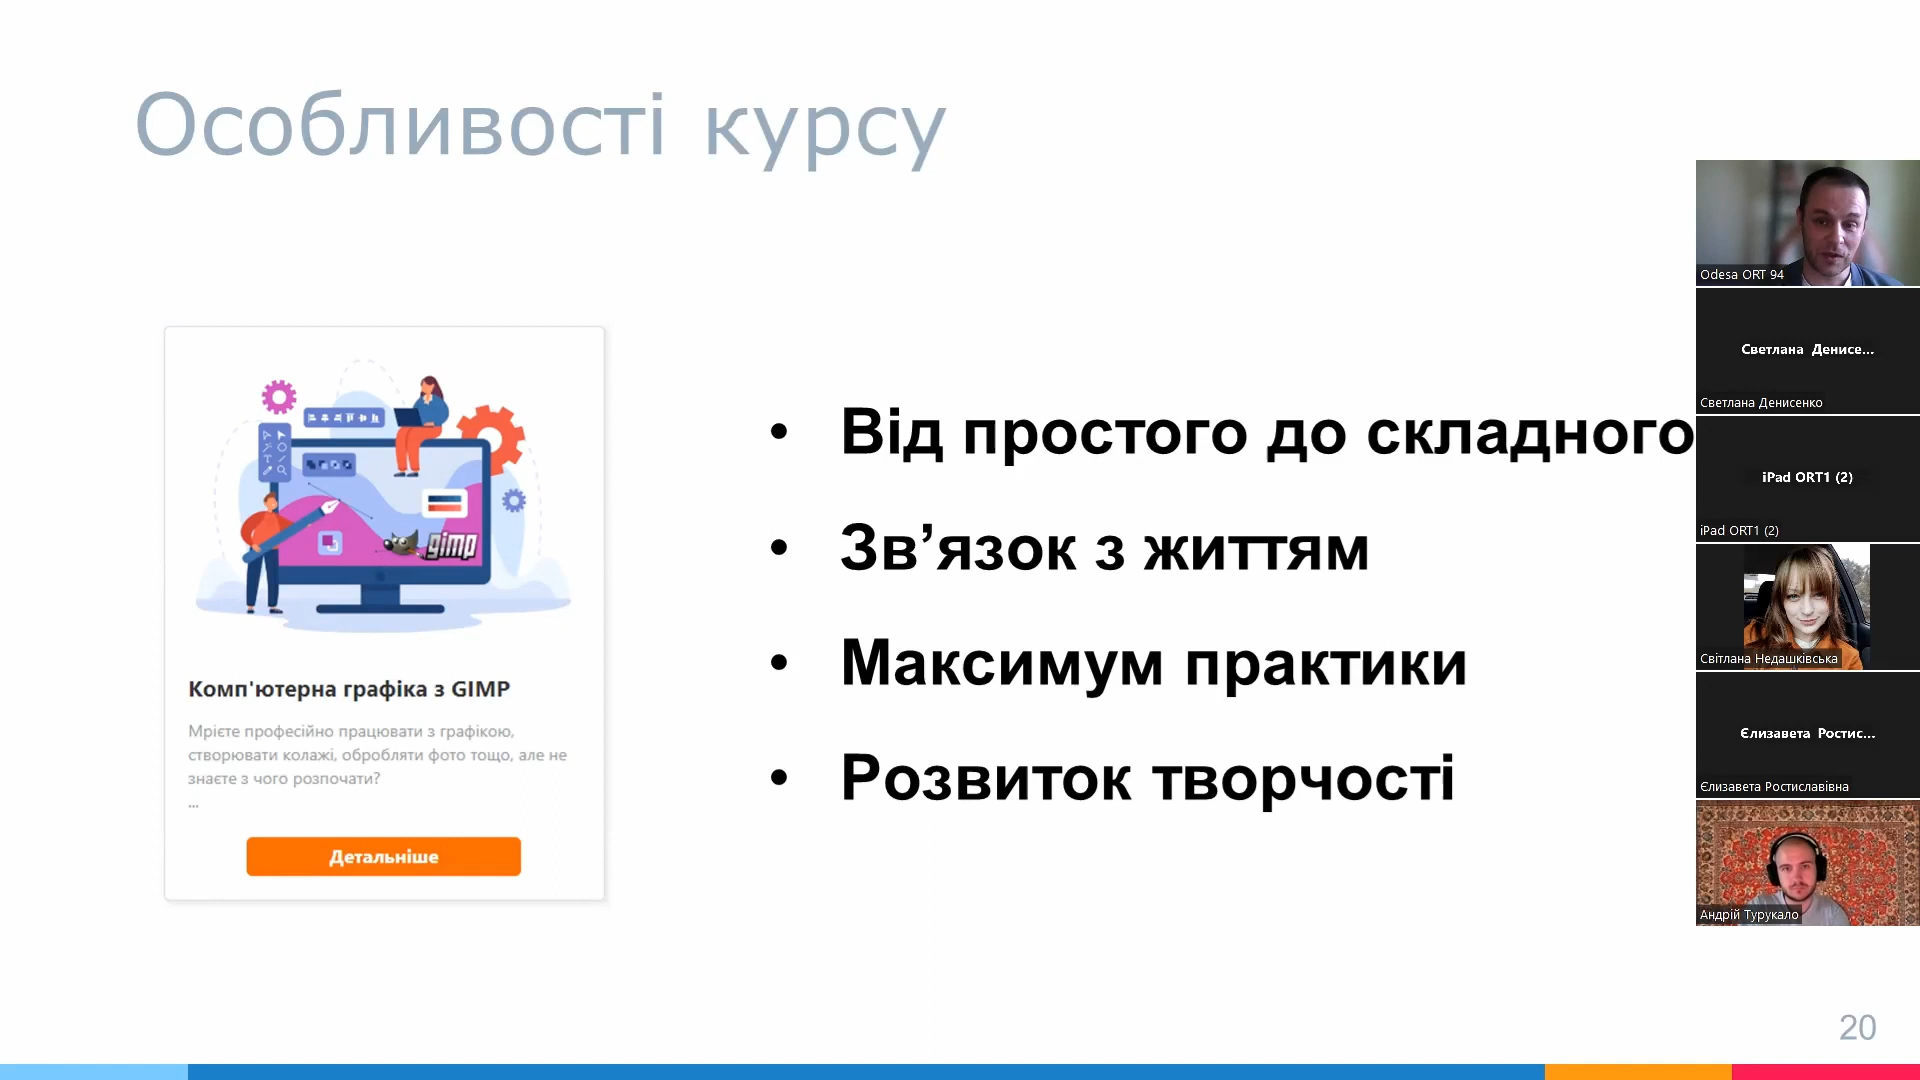 Особливості курсу
gimp
Комп'ютерна графіка з GIMP
Мрієте професійно працювати з графікою,
створювати колажі, обробляти фото тощо, але не
знаєте з чого розпочати?
...
Детальніше
• Від простого до складного
• Зв’язок з життям
• Максимум практики
• Розвиток творчості
Odesa ORT 94
Светлана Денисе...
Светлана Денисенко
iPad ORT1 (2)
iPad ORT1 (2)
Світлана Недашківська
Єлизавета Ростис...
Єлизавета Ростиславівна
Андрій Турукало
20